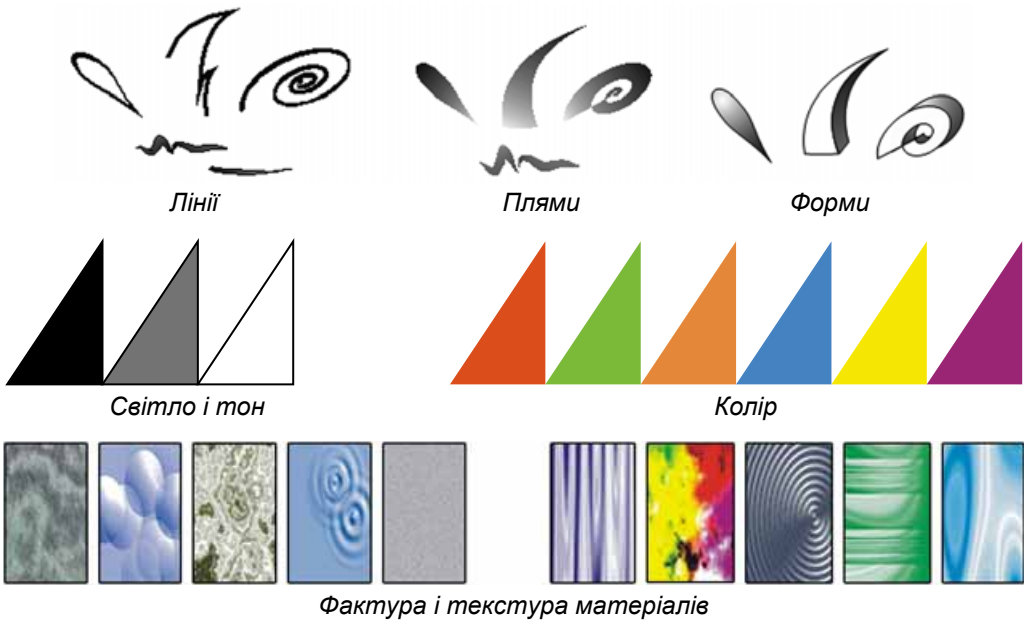 Лінії
Плями
Форми
Світло і тон
Колір
Фактура і текстура матеріалів